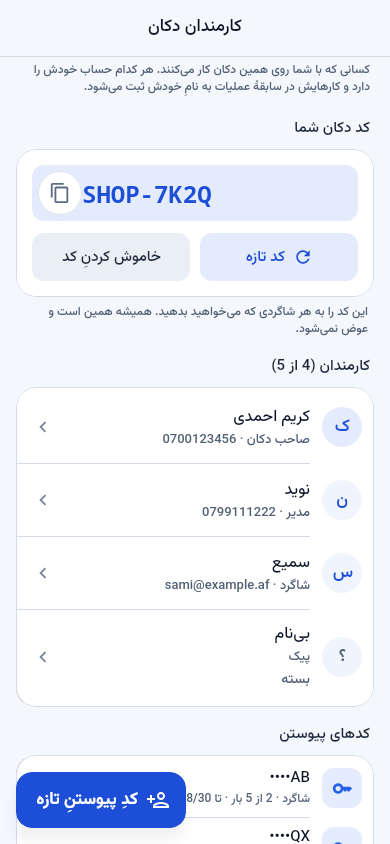 کارمندان دکان
کسانی که با شما روی همین دکان کار می‌کنند. هر کدام حساب خودش را
دارد و کارهایش در سابقهٔ عملیات به نامِ خودش ثبت می‌شود.
کد دکان شما
SHOP-7K2Q
کد تازه
خاموش کردنِ کد
این کد را به هر شاگردی که می‌خواهید بدهید. همیشه همین است و
عوض نمی‌شود.
کارمندان (4 از 5)
ک
کریم احمدی
صاحب دکان · 0700123456
ن
نوید
مدیر · 0799111222
س
سمیع
شاگرد · sami@example.af
؟
بی‌نام
پیک
بسته
کدهای پیوستن
••••AB
شاگرد · 2 از 5 بار · تا 8/30
کدِ پیوستنِ تازه
••••QX